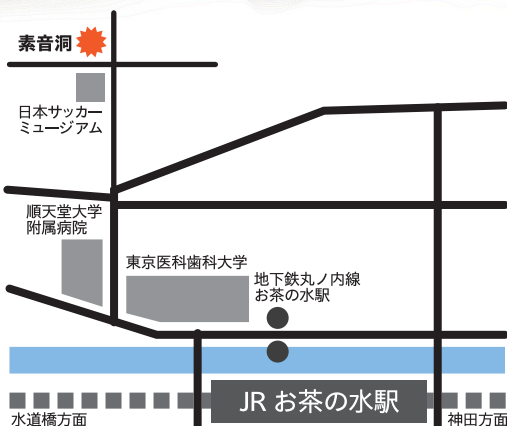 素音洞
日本サッカー
ミュージアム
順天堂大学
附属病院
東京医科歯科大学
地下鉄丸ノ内線
お茶の水駅
JR お茶の水駅
水道橋方面
神田方面